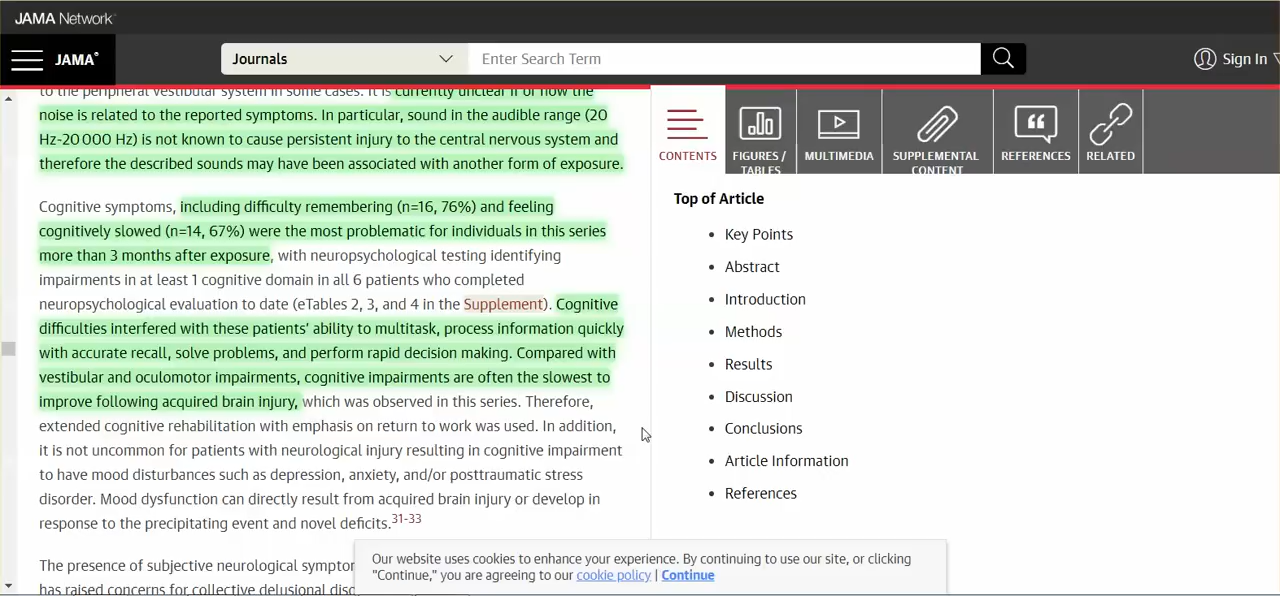 JAMA Network™
JAMA®
Journals
Enter Search Term
Sign In
to the peripheral vestibular system in some cases. It is currently unclear if or how the
noise is related to the reported symptoms. In particular, sound in the audible range (20
Hz-20 000 Hz) is not known to cause persistent injury to the central nervous system and
therefore the described sounds may have been associated with another form of exposure.
Cognitive symptoms, including difficulty remembering (n=16, 76%) and feeling
cognitively slowed (n=14, 67%) were the most problematic for individuals in this series
more than 3 months after exposure, with neuropsychological testing identifying
impairments in at least 1 cognitive domain in all 6 patients who completed
neuropsychological evaluation to date (eTables 2, 3, and 4 in the Supplement). Cognitive
difficulties interfered with these patients' ability to multitask, process information quickly
with accurate recall, solve problems, and perform rapid decision making. Compared with
vestibular and oculomotor impairments, cognitive impairments are often the slowest to
improve following acquired brain injury, which was observed in this series. Therefore,
extended cognitive rehabilitation with emphasis on return to work was used. In addition,
it is not uncommon for patients with neurological injury resulting in cognitive impairment
to have mood disturbances such as depression, anxiety, and/or posttraumatic stress
disorder. Mood dysfunction can directly result from acquired brain injury or develop in
response to the precipitating event and novel deficits.31-33
The presence of subjective neurological
has raised concerns for collective delusional
CONTENTS
FIGURES /
TABLES
MULTIMEDIA
SUPPLEMENTAL
CONTENT
REFERENCES
RELATED
Top of Article
• Key Points
• Abstract
• Introduction
• Methods
• Results
• Discussion
• Conclusions
• Article Information
• References
Our website uses cookies to enhance your experience. By continuing to use our site, or clicking
"Continue," you are agreeing to our cookie policy | Continue